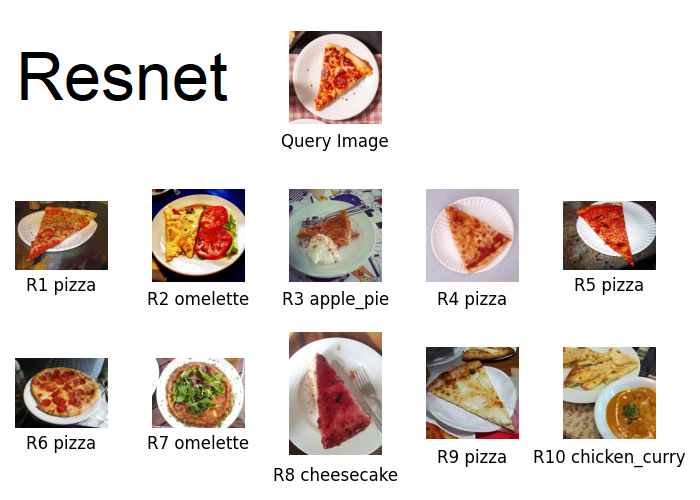 Resnet
Query Image
R1 pizza
R2 omelette
R3 apple_pie
R4 pizza
R5 pizza
R6 pizza
R7 omelette
R8 cheesecake
R9 pizza
R10 chicken_curry